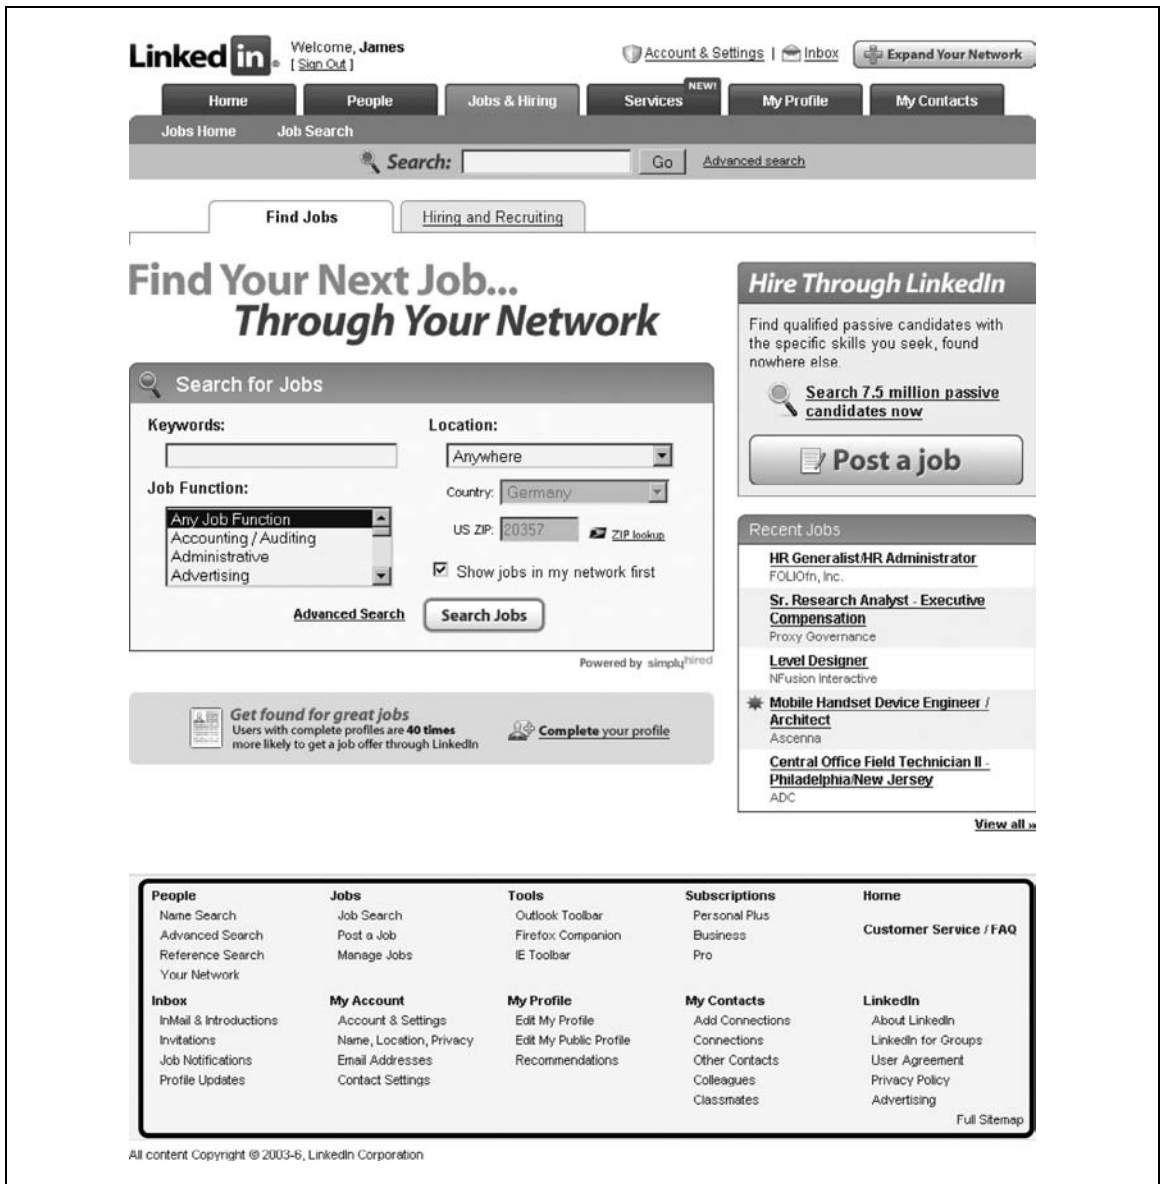 Linked in
Welcome, James
[ Sign Out ]
Account & Settings | Inbox
Expand Your Network
Home
People
Jobs & Hiring
Services
NEW!
My Profile
My Contacts
Jobs Home
Job Search
Search:
Go
Advanced search
Find Jobs
Hiring and Recruiting
Find Your Next Job...
Through Your Network
Search for Jobs
Keywords:
Job Function:
Any Job Function
Accounting / Auditing
Administrative
Advertising
Location:
Anywhere
Country: Germany
US ZIP: 20357 ZIP lookup
Show jobs in my network first
Advanced Search
Search Jobs
Powered by simplyhired
Get found for great jobs
Users with complete profiles are 40 times
more likely to get a job offer through LinkedIn
Complete your profile
Hire Through LinkedIn
Find qualified passive candidates with
the specific skills you seek, found
nowhere else.
Search 7.5 million passive
candidates now
Post a job
Recent Jobs
HR Generalist/HR Administrator
FOLIOfn, Inc.
Sr. Research Analyst - Executive
Compensation
Proxy Governance
Level Designer
NFusion Interactive
Mobile Handset Device Engineer /
Architect
Ascenna
Central Office Field Technician II -
Philadelphia/New Jersey
ADC
View all »
People
Name Search
Advanced Search
Reference Search
Your Network
Jobs
Job Search
Post a Job
Manage Jobs
Tools
Outlook Toolbar
Firefox Companion
IE Toolbar
Subscriptions
Personal Plus
Business
Pro
Home
Customer Service / FAQ
Inbox
InMail & Introductions
Invitations
Job Notifications
Profile Updates
My Account
Account & Settings
Name, Location, Privacy
Email Addresses
Contact Settings
My Profile
Edit My Profile
Edit My Public Profile
Recommendations
My Contacts
Add Connections
Connections
Other Contacts
Colleagues
Classmates
LinkedIn
About LinkedIn
LinkedIn for Groups
User Agreement
Privacy Policy
Advertising
Full Sitemap
All content Copyright © 2003-6, LinkedIn Corporation